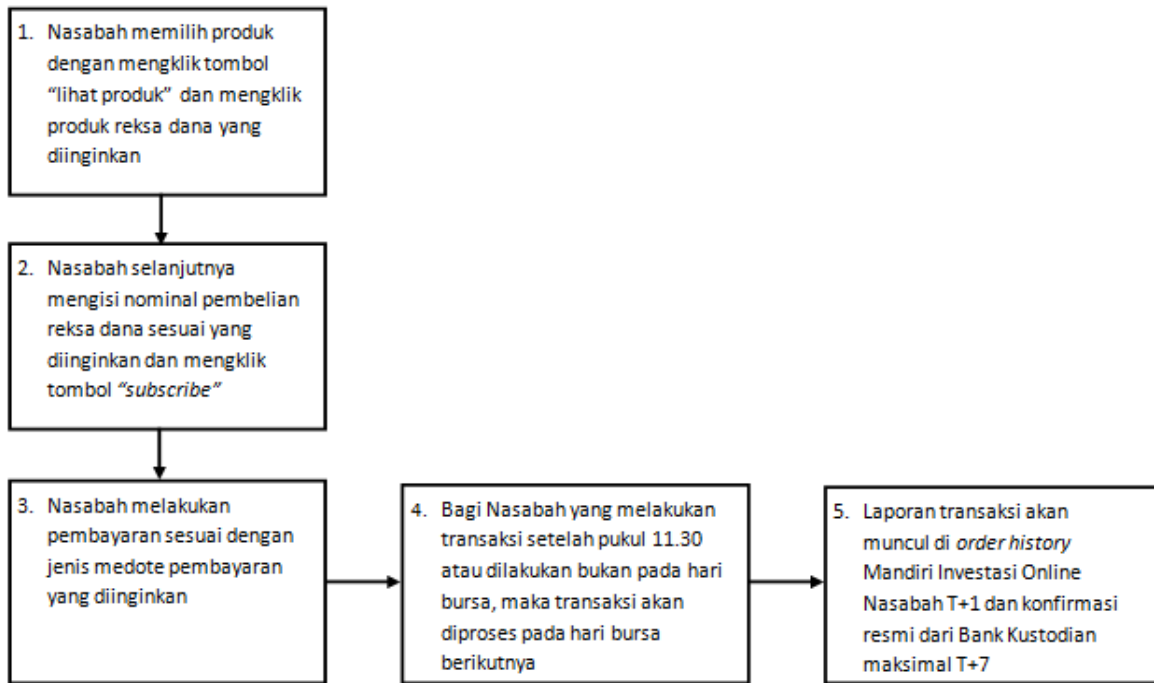 1. Nasabah memilih produk
dengan mengklik tombol
“lihat produk” dan mengklik
produk reksa dana yang
diinginkan
2. Nasabah selanjutnya
mengisi nominal pembelian
reksa dana sesuai yang
diinginkan dan mengklik
tombol “subscribe”
3. Nasabah melakukan
pembayaran sesuai dengan
jenis medote pembayaran
yang diinginkan
4. Bagi Nasabah yang melakukan
transaksi setelah pukul 11.30
atau dilakukan bukan pada hari
bursa, maka transaksi akan
diproses pada hari bursa
berikutnya
5. Laporan transaksi akan
muncul di order history
Mandiri Investasi Online
Nasabah T+1 dan konfirmasi
resmi dari Bank Kustodian
maksimal T+7